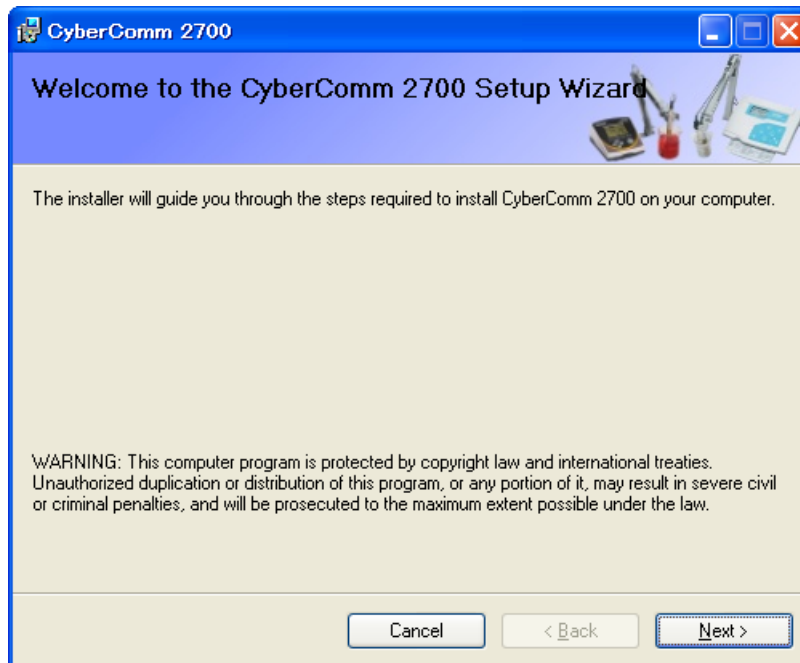 CyberComm 2700
Welcome to the CyberComm 2700 Setup Wizard
The installer will guide you through the steps required to install CyberComm 2700 on your computer.
WARNING: This computer program is protected by copyright law and international treaties.
Unauthorized duplication or distribution of this program, or any portion of it, may result in severe civil
or criminal penalties, and will be prosecuted to the maximum extent possible under the law.
Cancel
< Back
Next >